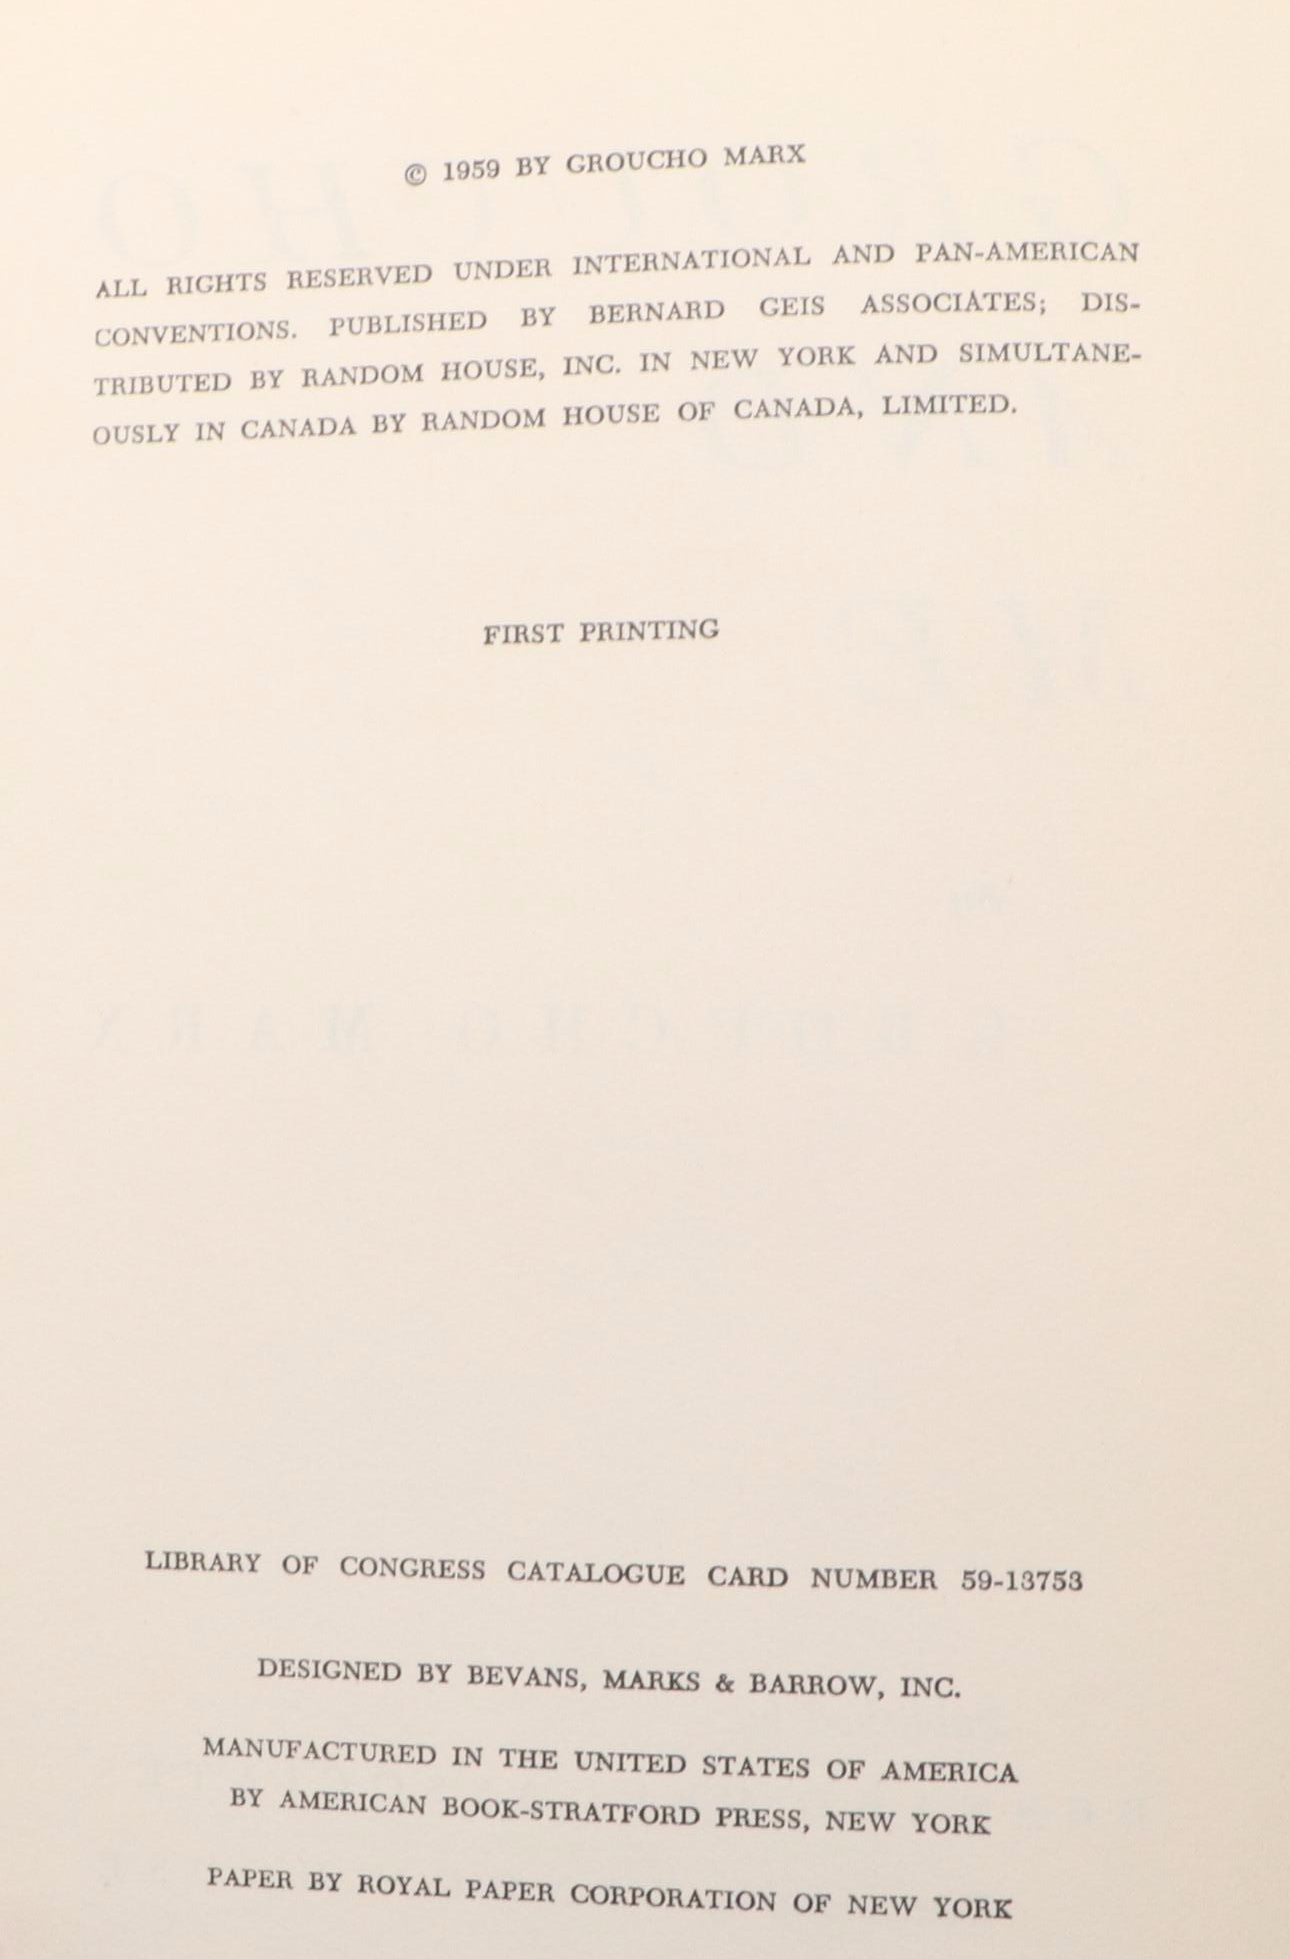 © 1959 BY GROUCHO MARX
ALL RIGHTS RESERVED UNDER INTERNATIONAL AND PAN-AMERICAN
CONVENTIONS. PUBLISHED BY BERNARD GEIS ASSOCIATES; DIS-
TRIBUTED BY RANDOM HOUSE, INC. IN NEW YORK AND SIMULTANE-
OUSLY IN CANADA BY RANDOM HOUSE OF CANADA, LIMITED.
FIRST PRINTING
LIBRARY OF CONGRESS CATALOGUE CARD NUMBER 59-13753
DESIGNED BY BEVANS, MARKS & BARROW, INC.
MANUFACTURED IN THE UNITED STATES OF AMERICA
BY AMERICAN BOOK-STRATFORD PRESS, NEW YORK
PAPER BY ROYAL PAPER CORPORATION OF NEW YORK